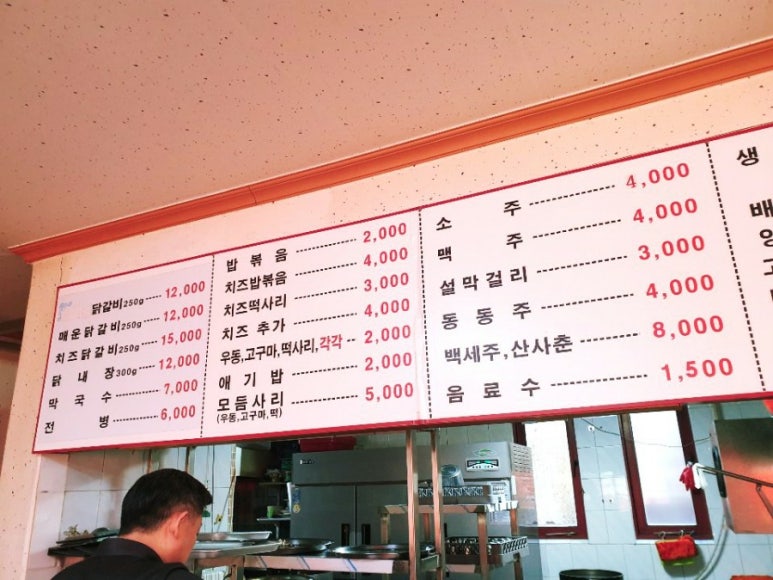 닭갈비250g ------ 12,000
매운닭갈비250g ------ 12,000
치즈닭갈비250g ------ 15,000
닭 내 장300g ------ 12,000
막 국 수 ------ 7,000
전 병 ------ 6,000
밥 볶 음 ------ 2,000
치즈밥볶음 ------ 4,000
치즈떡사리 ------ 3,000
치즈 추가 ------ 4,000
우동,고구마,떡사리,각각 -- 2,000
애 기 밥 ------ 2,000
모듬사리 ------ 5,000
(우동,고구마,떡)
소 주 ------ 4,000
맥 주 ------ 4,000
설막걸리 ------ 3,000
동 동 주 ------ 4,000
백세주,산사춘 ------ 8,000
음 료 수 ------ 1,500
생